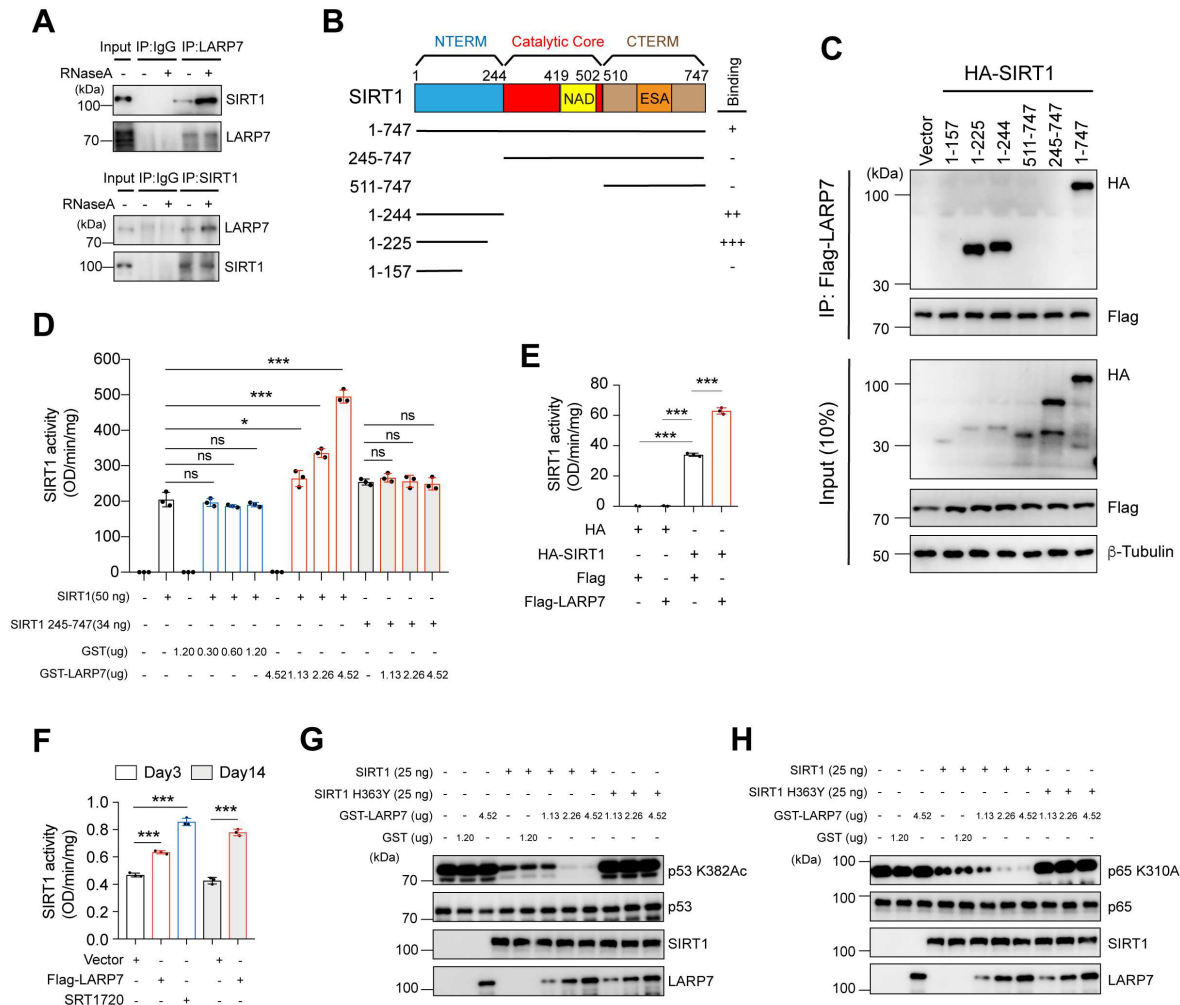 A
Input IP:IgG IP:LARP7
RNaseA - - + - +
(kDa)
100 SIRT1
70 LARP7
Input IP:IgG IP:SIRT1
RNaseA - - + - +
(kDa)
70 LARP7
100 SIRT1
B
NTERM Catalytic Core CTERM
1 244 419 502 510 747 Binding
SIRT1 NAD ESA
1-747 +
245-747 -
511-747 -
1-244 ++
1-225 +++
1-157 -
C
HA-SIRT1
Vector 1-157 1-225 1-244 511-747 245-747 1-747
IP: Flag-LARP7
(kDa)
100 HA
30
70 Flag
Input (10%)
100 HA
30
70 Flag
50 β-Tubulin
D
SIRT1 activity
(OD/min/mg)
600
500
400
300
200
100
0
***
***
*
ns
ns
ns
ns
ns
ns
SIRT1(50 ng) - + - + + + - + + + - - - -
SIRT1 245-747(34 ng) - - - - - - - - - - + + + +
GST(ug) - - 1.20 0.30 0.60 1.20 - - - - - - - -
GST-LARP7(ug) - - - - - - 4.52 1.13 2.26 4.52 - 1.13 2.26 4.52
E
SIRT1 activity
(OD/min/mg)
80
60
40
20
0
***
***
***
HA + + - -
HA-SIRT1 - - + +
Flag + - + -
Flag-LARP7 - + - +
F
Day3 Day14
SIRT1 activity
(OD/min/mg)
1.0
0.8
0.6
0.4
0.2
0.0
***
***
***
Vector + - - + -
Flag-LARP7 - + - - +
SRT1720 - - + - -
G
SIRT1 (25 ng) - - - + + + + + - - -
SIRT1 H363Y (25 ng) - - - - - - - - + + +
GST-LARP7 (ug) - - 4.52 - - 1.13 2.26 4.52 1.13 2.26 4.52
GST (ug) - 1.20 - - 1.20 - - - - - -
(kDa)
70 p53 K382Ac
70 p53
100 SIRT1
100 LARP7
H
SIRT1 (25 ng) - - - + + + + + - - -
SIRT1 H363Y (25 ng) - - - - - - - - + + +
GST-LARP7 (ug) - - 4.52 - - 1.13 2.26 4.52 1.13 2.26 4.52
GST (ug) - 1.20 - - 1.20 - - - - - -
(kDa)
100 p65 K310A
100 p65
100 SIRT1
100 LARP7